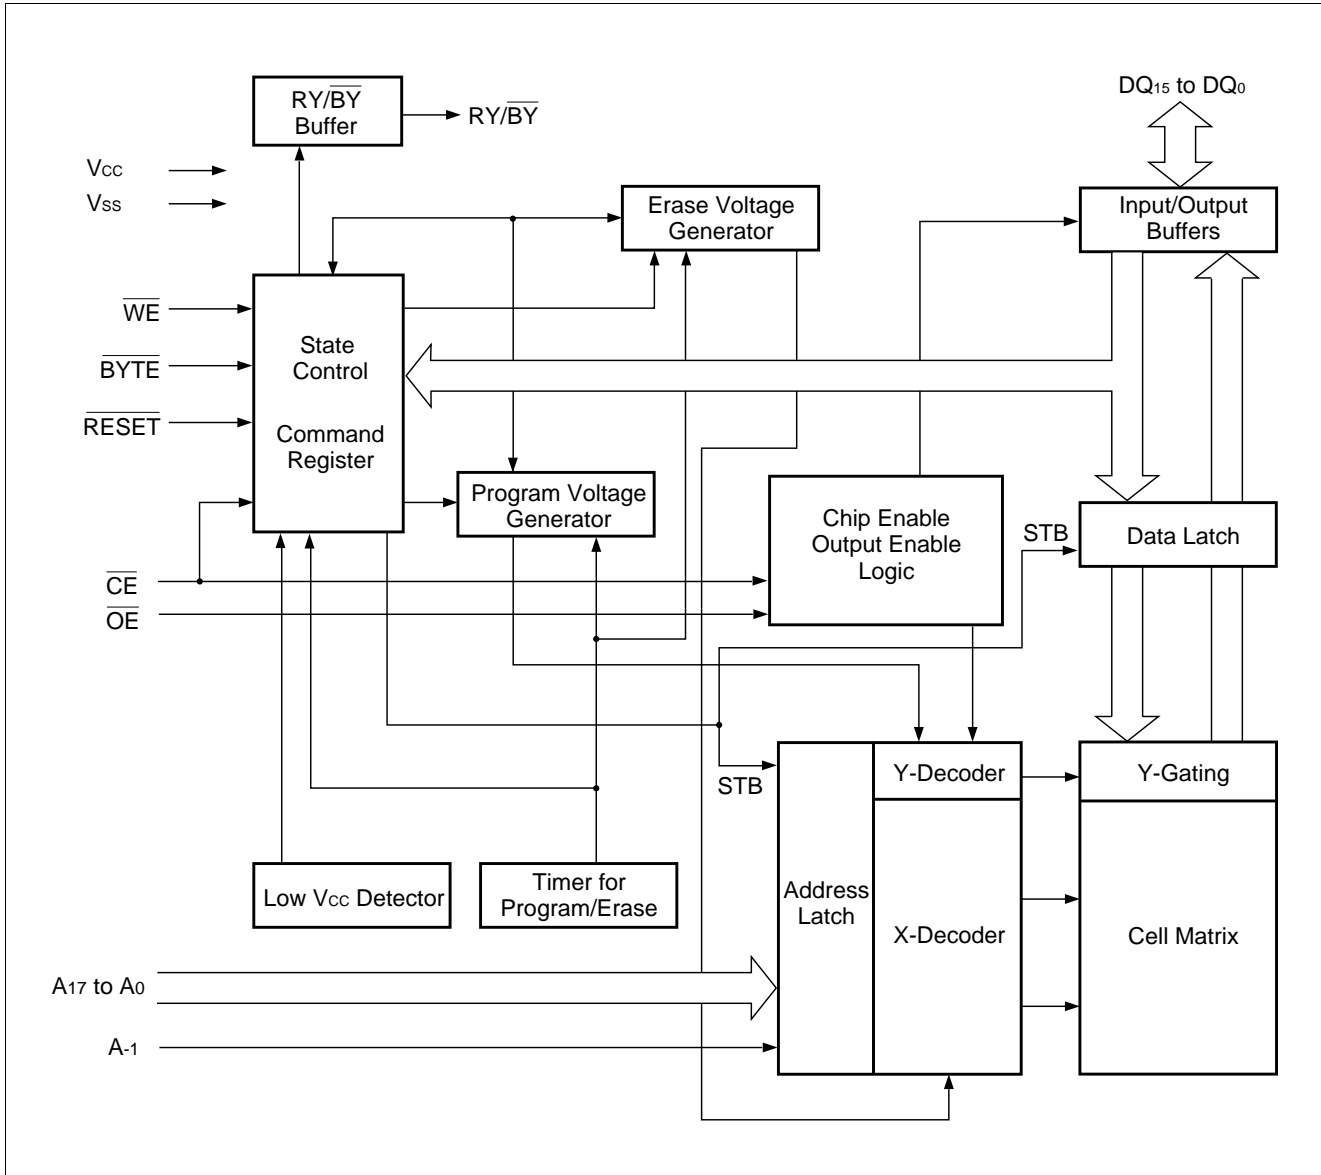 RY/BY
Buffer
RY/BY
DQ15 to DQ0
VCC
VSS
Erase Voltage
Generator
Input/Output
Buffers
WE
BYTE
RESET
State
Control
Command
Register
Program Voltage
Generator
Chip Enable
Output Enable
Logic
STB
Data Latch
CE
OE
STB
Y-Decoder
Y-Gating
Low VCC Detector
Timer for
Program/Erase
Address
Latch
X-Decoder
Cell Matrix
A17 to A0
A-1